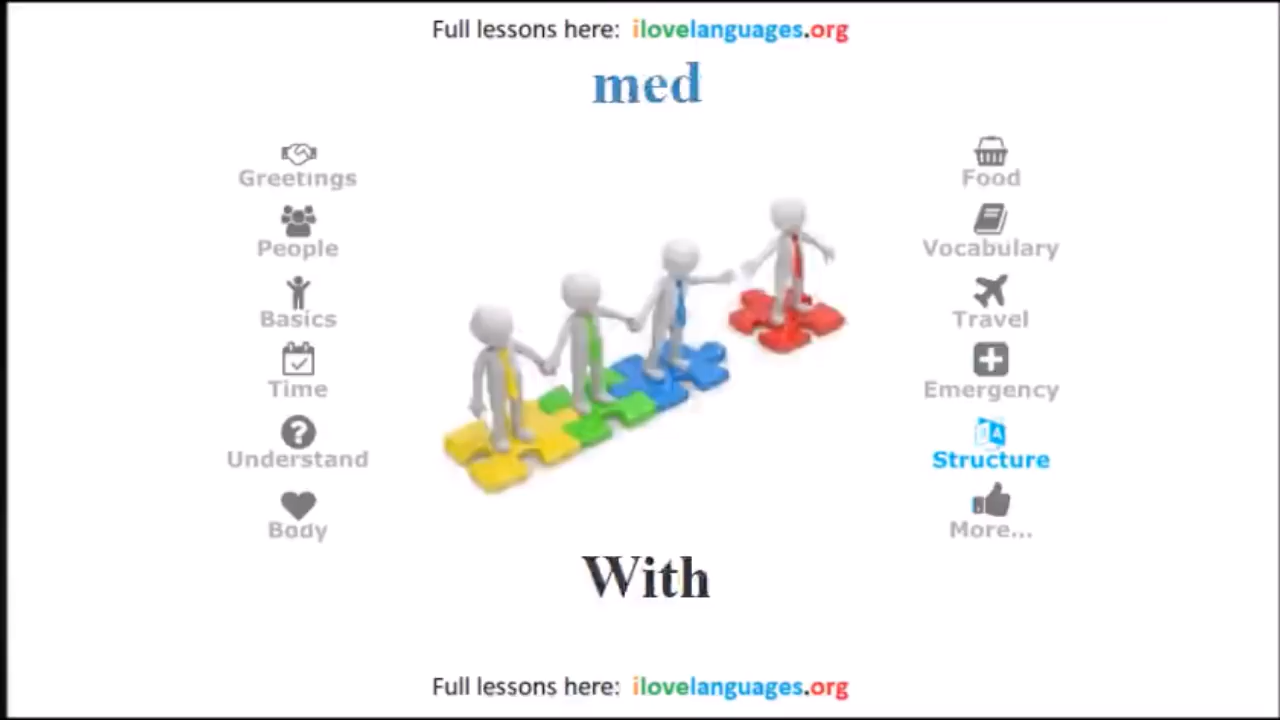 Full lessons here: ilovelanguages.org
med
Greetings
People
Basics
Time
Understand
Body
Food
Vocabulary
Travel
Emergency
A
Structure
More...
With
Full lessons here: ilovelanguages.org